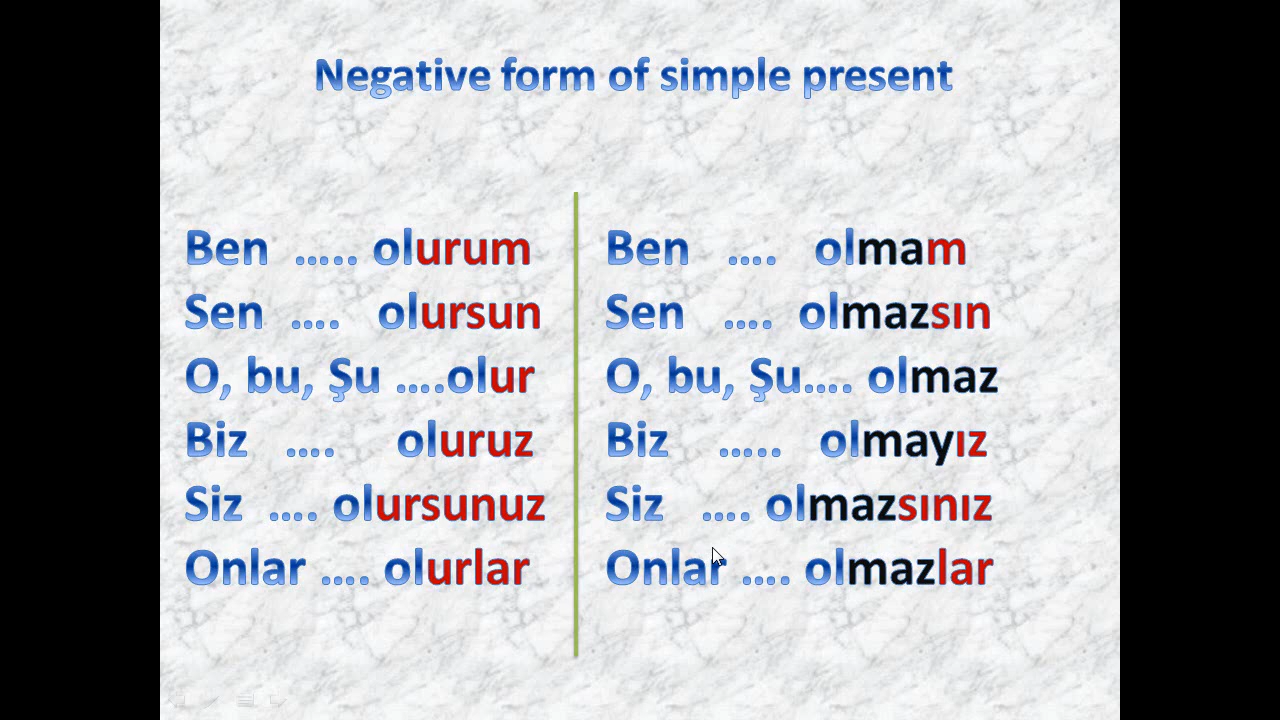 Negative form of simple present
Ben ..... olurum
Sen .... olursun
O, bu, Şu ....olur
Biz .... oluruz
Siz .... olursunuz
Onlar .... olurlar
Ben .... olmam
Sen .... olmazsın
O, bu, Şu.... olmaz
Biz ..... olmayız
Siz .... olmazsınız
Onlar .... olmazlar